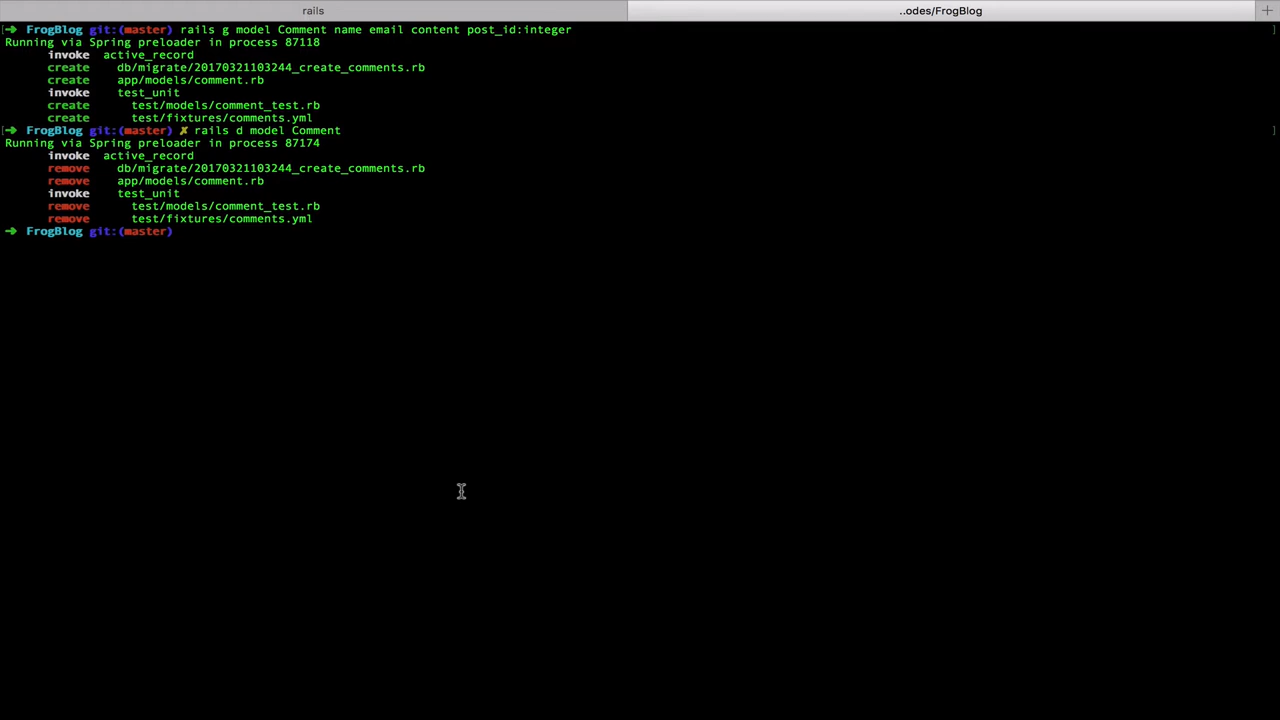 rails
..odes/FrogBlog
[➜ FrogBlog git:(master) rails g model Comment name email content post_id:integer ]
Running via Spring preloader in process 87118
invoke active_record
create db/migrate/20170321103244_create_comments.rb
create app/models/comment.rb
invoke test_unit
create test/models/comment_test.rb
create test/fixtures/comments.yml
[➜ FrogBlog git:(master) ✗ rails d model Comment ]
Running via Spring preloader in process 87174
invoke active_record
remove db/migrate/20170321103244_create_comments.rb
remove app/models/comment.rb
invoke test_unit
remove test/models/comment_test.rb
remove test/fixtures/comments.yml
➜ FrogBlog git:(master)